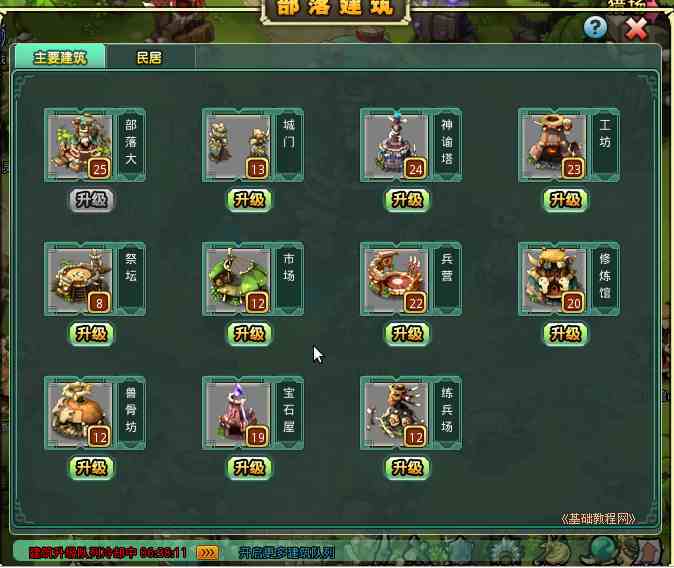 部落建筑
猎场
主要建筑 民居
部落大 25 升级
城门 13 升级
神谕塔 24 升级
工坊 23 升级
祭坛 8 升级
市场 12 升级
兵营 22 升级
修炼馆 20 升级
兽骨坊 12 升级
宝石屋 19 升级
练兵场 12 升级
《基础教程网》
建筑升级队列冷却中 06:38:11 开启更多建筑队列